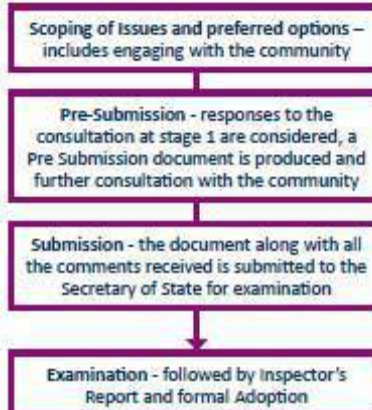 Scoping of Issues and preferred options –
includes engaging with the community
Pre-Submission - responses to the
consultation at stage 1 are considered, a
Pre Submission document is produced and
further consultation with the community
Submission - the document along with all
the comments received is submitted to the
Secretary of State for examination
Examination - followed by Inspector's
Report and formal Adoption